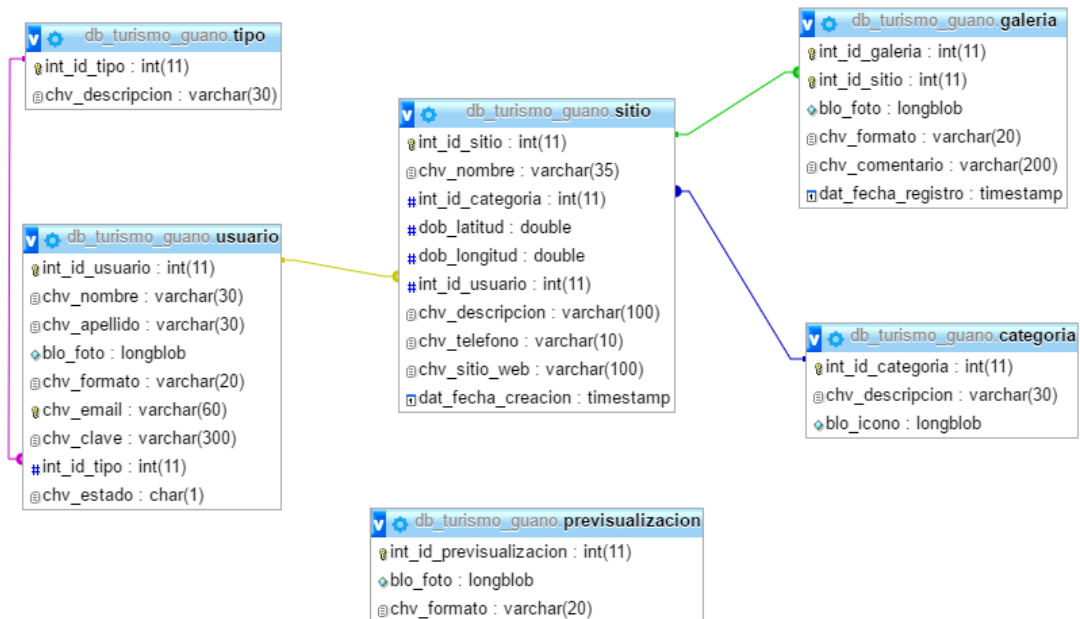 db_turismo_guano.tipo
int_id_tipo : int(11)
chv_descripcion : varchar(30)
db_turismo_guano.usuario
int_id_usuario : int(11)
chv_nombre : varchar(30)
chv_apellido : varchar(30)
blo_foto : longblob
chv_formato : varchar(20)
chv_email : varchar(60)
chv_clave : varchar(300)
#int_id_tipo : int(11)
chv_estado : char(1)
db_turismo_guano.sitio
int_id_sitio : int(11)
chv_nombre : varchar(35)
#int_id_categoria : int(11)
#dob_latitud : double
#dob_longitud : double
#int_id_usuario : int(11)
chv_descripcion : varchar(100)
chv_telefono : varchar(10)
chv_sitio_web : varchar(100)
dat_fecha_creacion : timestamp
db_turismo_guano.galeria
int_id_galeria : int(11)
int_id_sitio : int(11)
blo_foto : longblob
chv_formato : varchar(20)
chv_comentario : varchar(200)
dat_fecha_registro : timestamp
db_turismo_guano.categoria
int_id_categoria : int(11)
chv_descripcion : varchar(30)
blo_icono : longblob
db_turismo_guano.previsualizacion
int_id_previsualizacion : int(11)
blo_foto : longblob
chv_formato : varchar(20)